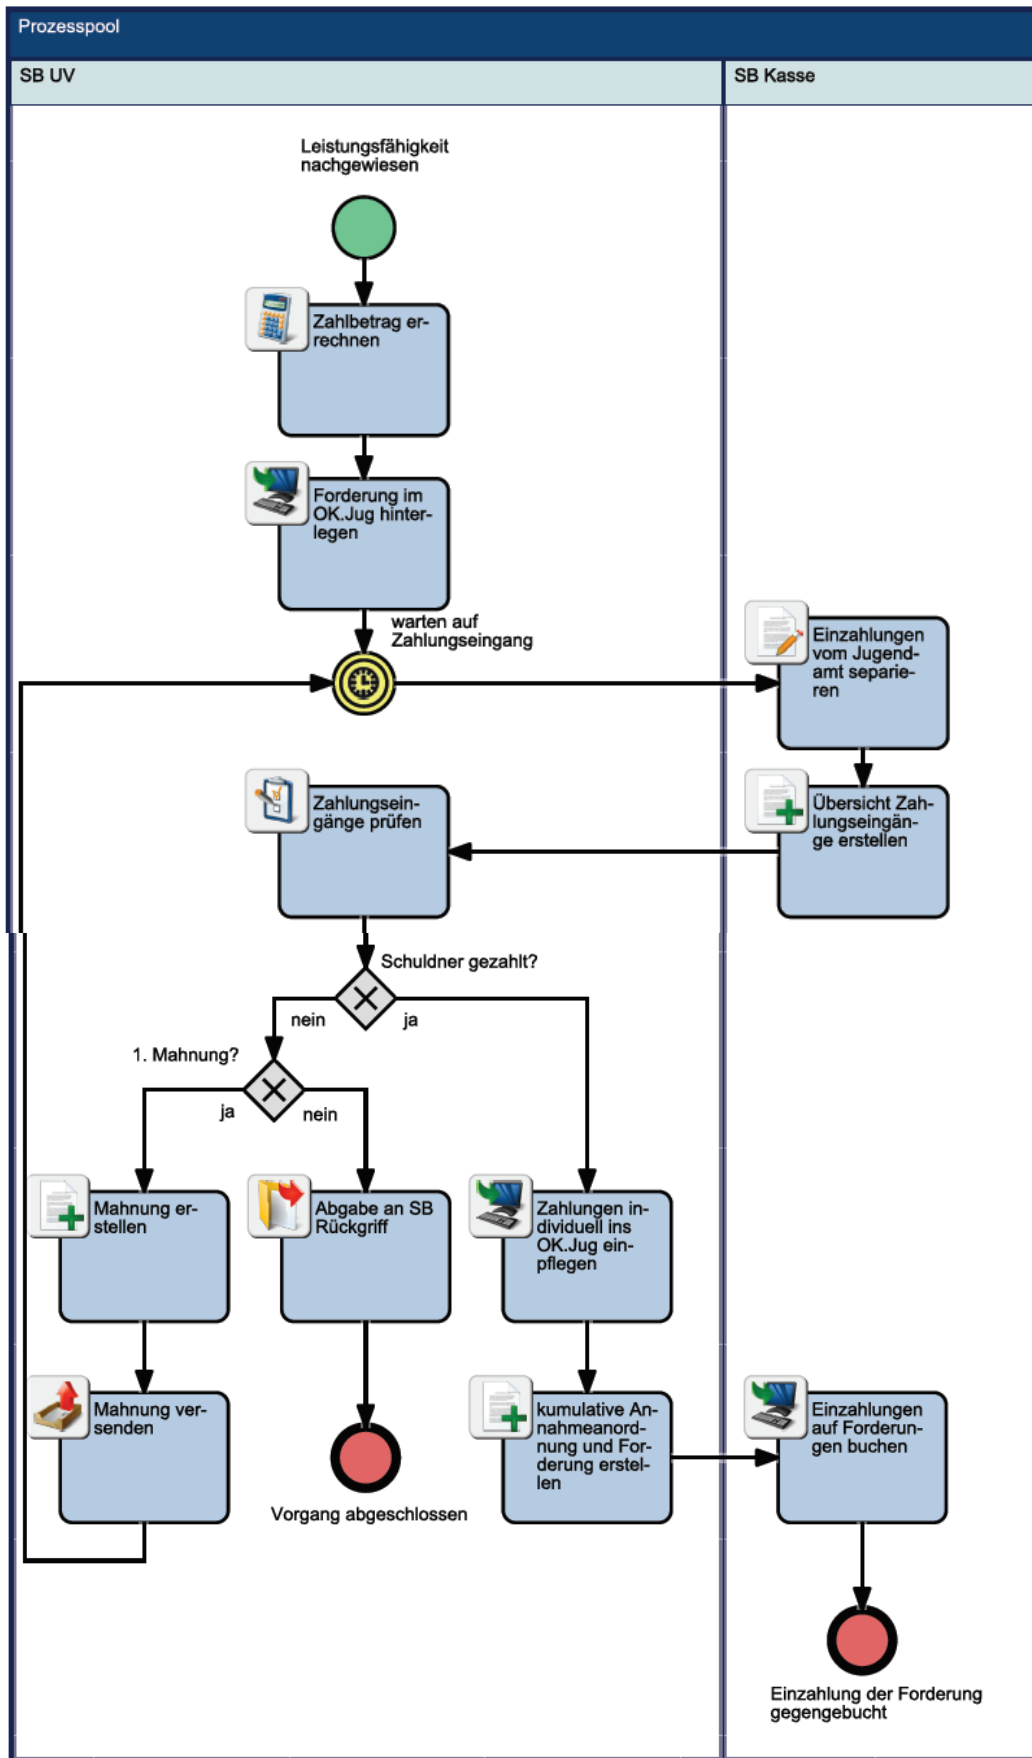 Prozesspool
SB UV
SB Kasse
Leistungsfähigkeit
nachgewiesen
Zahlbetrag er-
rechnen
Forderung im
OK.Jug hinter-
legen
warten auf
Zahlungseingang
Einzahlungen
vom Jugend-
amt separie-
ren
Zahlungsein-
gänge prüfen
Übersicht Zah-
lungseingän-
ge erstellen
Schuldner gezahlt?
nein
ja
1. Mahnung?
ja
nein
Mahnung er-
stellen
Abgabe an SB
Rückgriff
Zahlungen in-
dividuell ins
OK.Jug ein-
pflegen
Mahnung ver-
senden
kumulative An-
nahmeanord-
nung und For-
derung erstel-
len
Einzahlungen
auf Forderun-
gen buchen
Vorgang abgeschlossen
Einzahlung der Forderung
gegengebucht